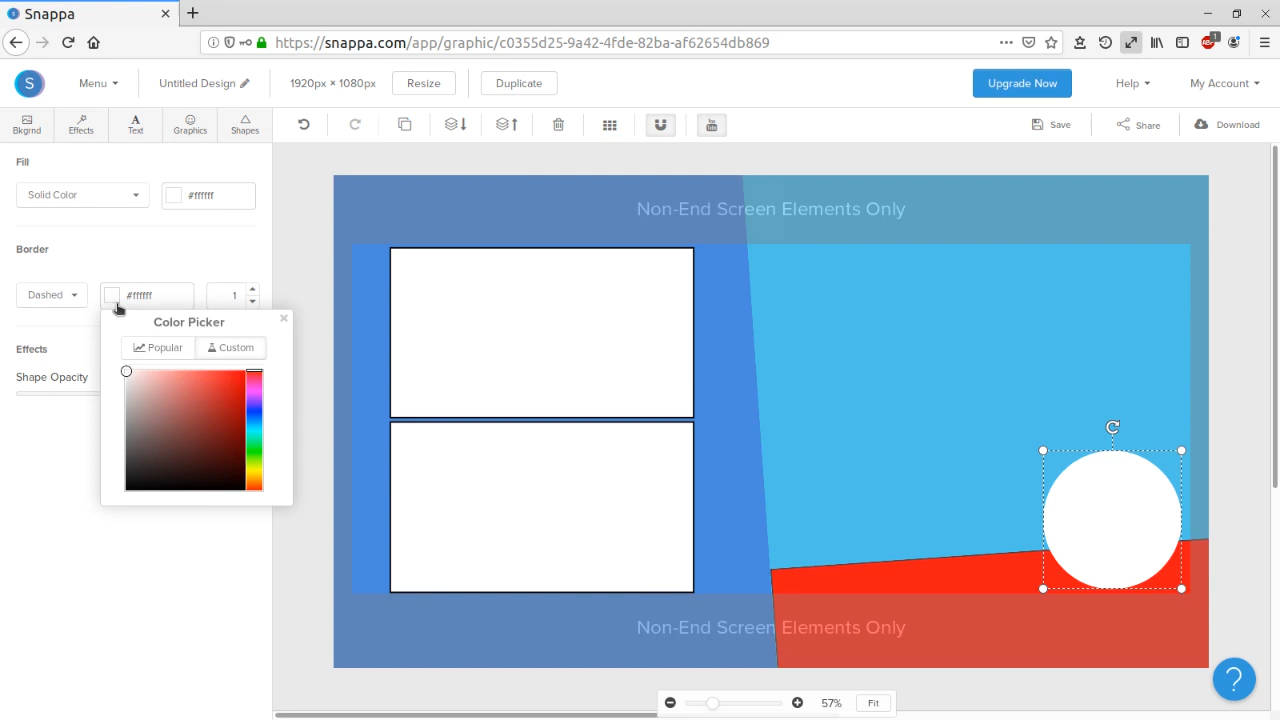 Snappa
https://snappa.com/app/graphic/c0355d25-9a42-4fde-82ba-af62654db869
1
S
Menu
Untitled Design
1920px × 1080px
Resize
Duplicate
Upgrade Now
Help
My Account
Bkgrnd
Effects
Text
Graphics
Shapes
Save
Share
Download
Fill
Solid Color
#ffffff
Border
Dashed
#ffffff
1
Color Picker
Popular
Custom
Effects
Shape Opacity
Non-End Screen Elements Only
Non-End Screen Elements Only
57%
Fit
?